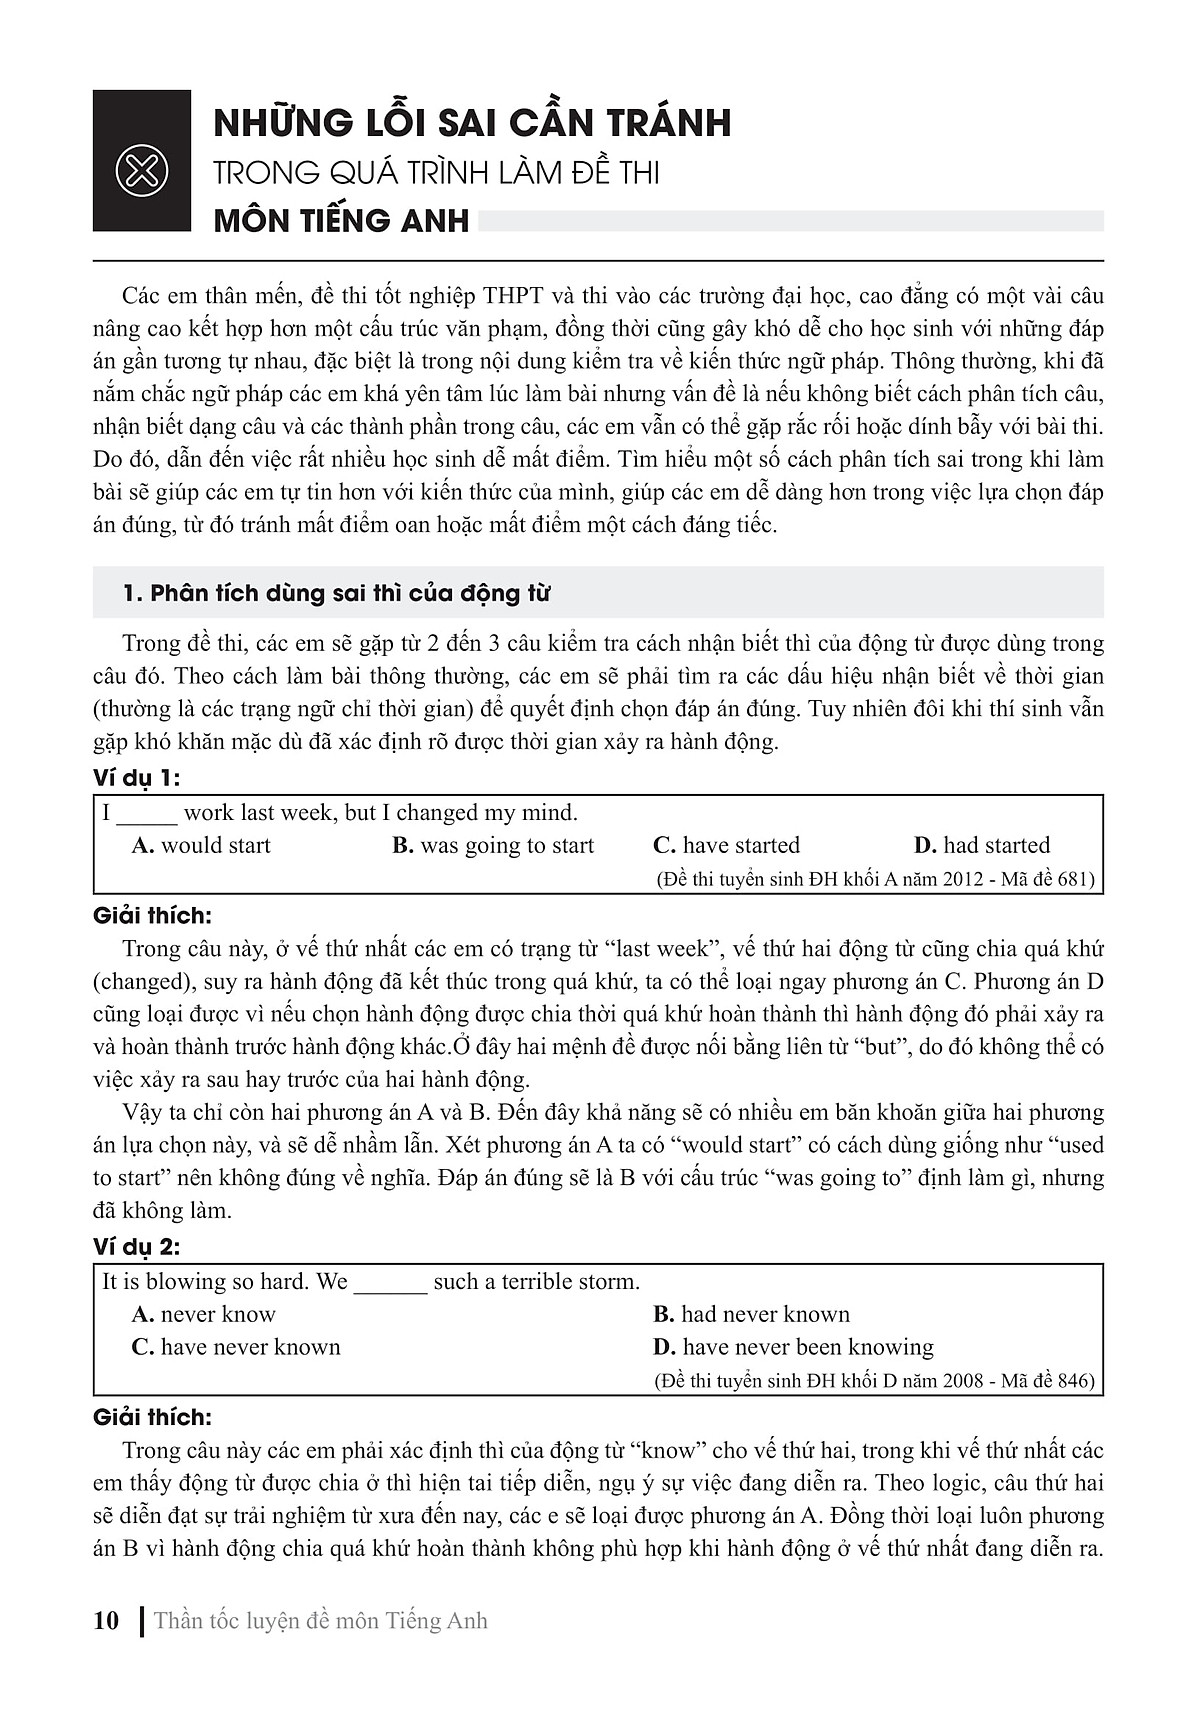 NHỮNG LỖI SAI CẦN TRÁNH
TRONG QUÁ TRÌNH LÀM ĐỀ THI
MÔN TIẾNG ANH
Các em thân mến, đề thi tốt nghiệp THPT và thi vào các trường đại học, cao đẳng có một vài câu
nâng cao kết hợp hơn một cấu trúc văn phạm, đồng thời cũng gây khó dễ cho học sinh với những đáp
án gần tương tự nhau, đặc biệt là trong nội dung kiểm tra về kiến thức ngữ pháp. Thông thường, khi đã
nắm chắc ngữ pháp các em khá yên tâm lúc làm bài nhưng vấn đề là nếu không biết cách phân tích câu,
nhận biết dạng câu và các thành phần trong câu, các em vẫn có thể gặp rắc rối hoặc dính bẫy với bài thi.
Do đó, dẫn đến việc rất nhiều học sinh dễ mất điểm. Tìm hiểu một số cách phân tích sai trong khi làm
bài sẽ giúp các em tự tin hơn với kiến thức của mình, giúp các em dễ dàng hơn trong việc lựa chọn đáp
án đúng, từ đó tránh mất điểm oan hoặc mất điểm một cách đáng tiếc.
1. Phân tích dùng sai thì của động từ
Trong đề thi, các em sẽ gặp từ 2 đến 3 câu kiểm tra cách nhận biết thì của động từ được dùng trong
câu đó. Theo cách làm bài thông thường, các em sẽ phải tìm ra các dấu hiệu nhận biết về thời gian
(thường là các trạng ngữ chỉ thời gian) để quyết định chọn đáp án đúng. Tuy nhiên đôi khi thí sinh vẫn
gặp khó khăn mặc dù đã xác định rõ được thời gian xảy ra hành động.
Ví dụ 1:
I _____ work last week, but I changed my mind.
A. would start B. was going to start C. have started D. had started
(Đề thi tuyển sinh ĐH khối A năm 2012 - Mã đề 681)
Giải thích:
Trong câu này, ở vế thứ nhất các em có trạng từ “last week”, vế thứ hai động từ cũng chia quá khứ
(changed), suy ra hành động đã kết thúc trong quá khứ, ta có thể loại ngay phương án C. Phương án D
cũng loại được vì nếu chọn hành động được chia thời quá khứ hoàn thành thì hành động đó phải xảy ra
và hoàn thành trước hành động khác.Ở đây hai mệnh đề được nối bằng liên từ “but”, do đó không thể có
việc xảy ra sau hay trước của hai hành động.
Vậy ta chỉ còn hai phương án A và B. Đến đây khả năng sẽ có nhiều em băn khoăn giữa hai phương
án lựa chọn này, và sẽ dễ nhầm lẫn. Xét phương án A ta có “would start” có cách dùng giống như “used
to start” nên không đúng về nghĩa. Đáp án đúng sẽ là B với cấu trúc “was going to” định làm gì, nhưng
đã không làm.
Ví dụ 2:
It is blowing so hard. We ______ such a terrible storm.
A. never know B. had never known
C. have never known D. have never been knowing
(Đề thi tuyển sinh ĐH khối D năm 2008 - Mã đề 846)
Giải thích:
Trong câu này các em phải xác định thì của động từ “know” cho vế thứ hai, trong khi vế thứ nhất các
em thấy động từ được chia ở thì hiện tai tiếp diễn, ngụ ý sự việc đang diễn ra. Theo logic, câu thứ hai
sẽ diễn đạt sự trải nghiệm từ xưa đến nay, các e sẽ loại được phương án A. Đồng thời loại luôn phương
án B vì hành động chia quá khứ hoàn thành không phù hợp khi hành động ở vế thứ nhất đang diễn ra.
10 Thần tốc luyện đề môn Tiếng Anh